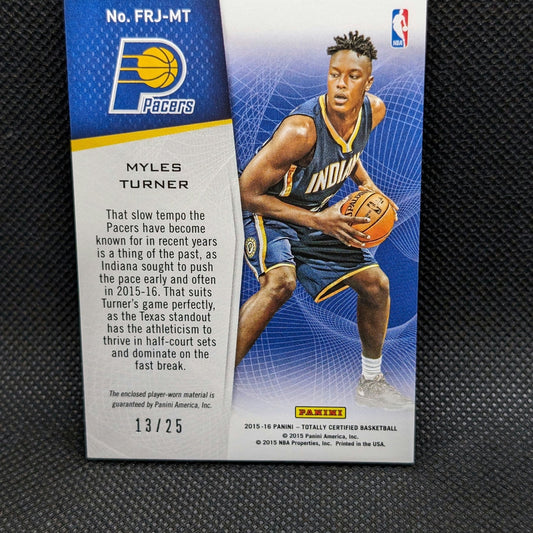 No. FRJ-MT
NBA
Pacers
MYLES
TURNER
INDIAN
SPALDING
That slow tempo the
Pacers have become
known for in recent years
is a thing of the past, as
Indiana sought to push
the pace early and often
in 2015-16. That suits
Turner's game perfectly,
as the Texas standout
has the athleticism to
thrive in half-court sets
and dominate on the
fast break.
The enclosed player-worn material is
guaranteed by Panini America, Inc.
13/25
PANINI
2015-16 PANINI – TOTALLY CERTIFIED BASKETBALL
© 2015 Panini America, Inc.
© 2015 NBA Properties, Inc. Printed in the USA.